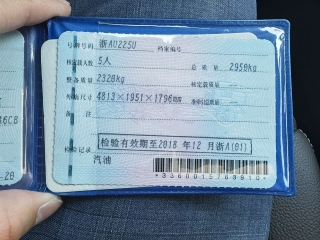 号牌号码 浙AU2Z5U 档案编号
核定载人数 5人 总质量 2950kg
整备质量 2320kg 核定载质量 --
外廓尺寸 4813×1951×1796mm 准牵引总质量 --
备注
检验记录 检验有效期至2018年12月浙A(01)
汽油